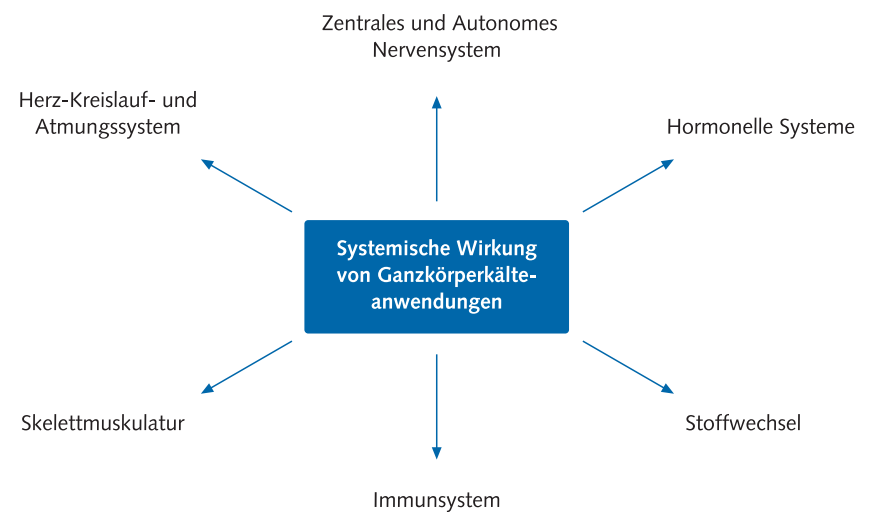 Zentrales und Autonomes
Nervensystem
Herz-Kreislauf- und
Atmungssystem
Hormonelle Systeme
Systemische Wirkung
von Ganzkörperkälte-
anwendungen
Skelettmuskulatur
Stoffwechsel
Immunsystem